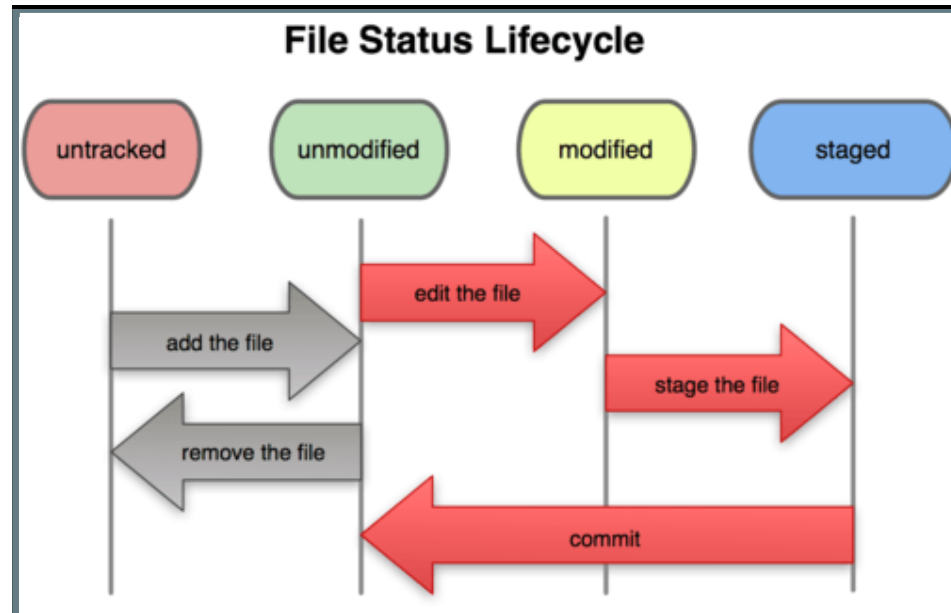 File Status Lifecycle
untracked
unmodified
modified
staged
edit the file
add the file
stage the file
remove the file
commit